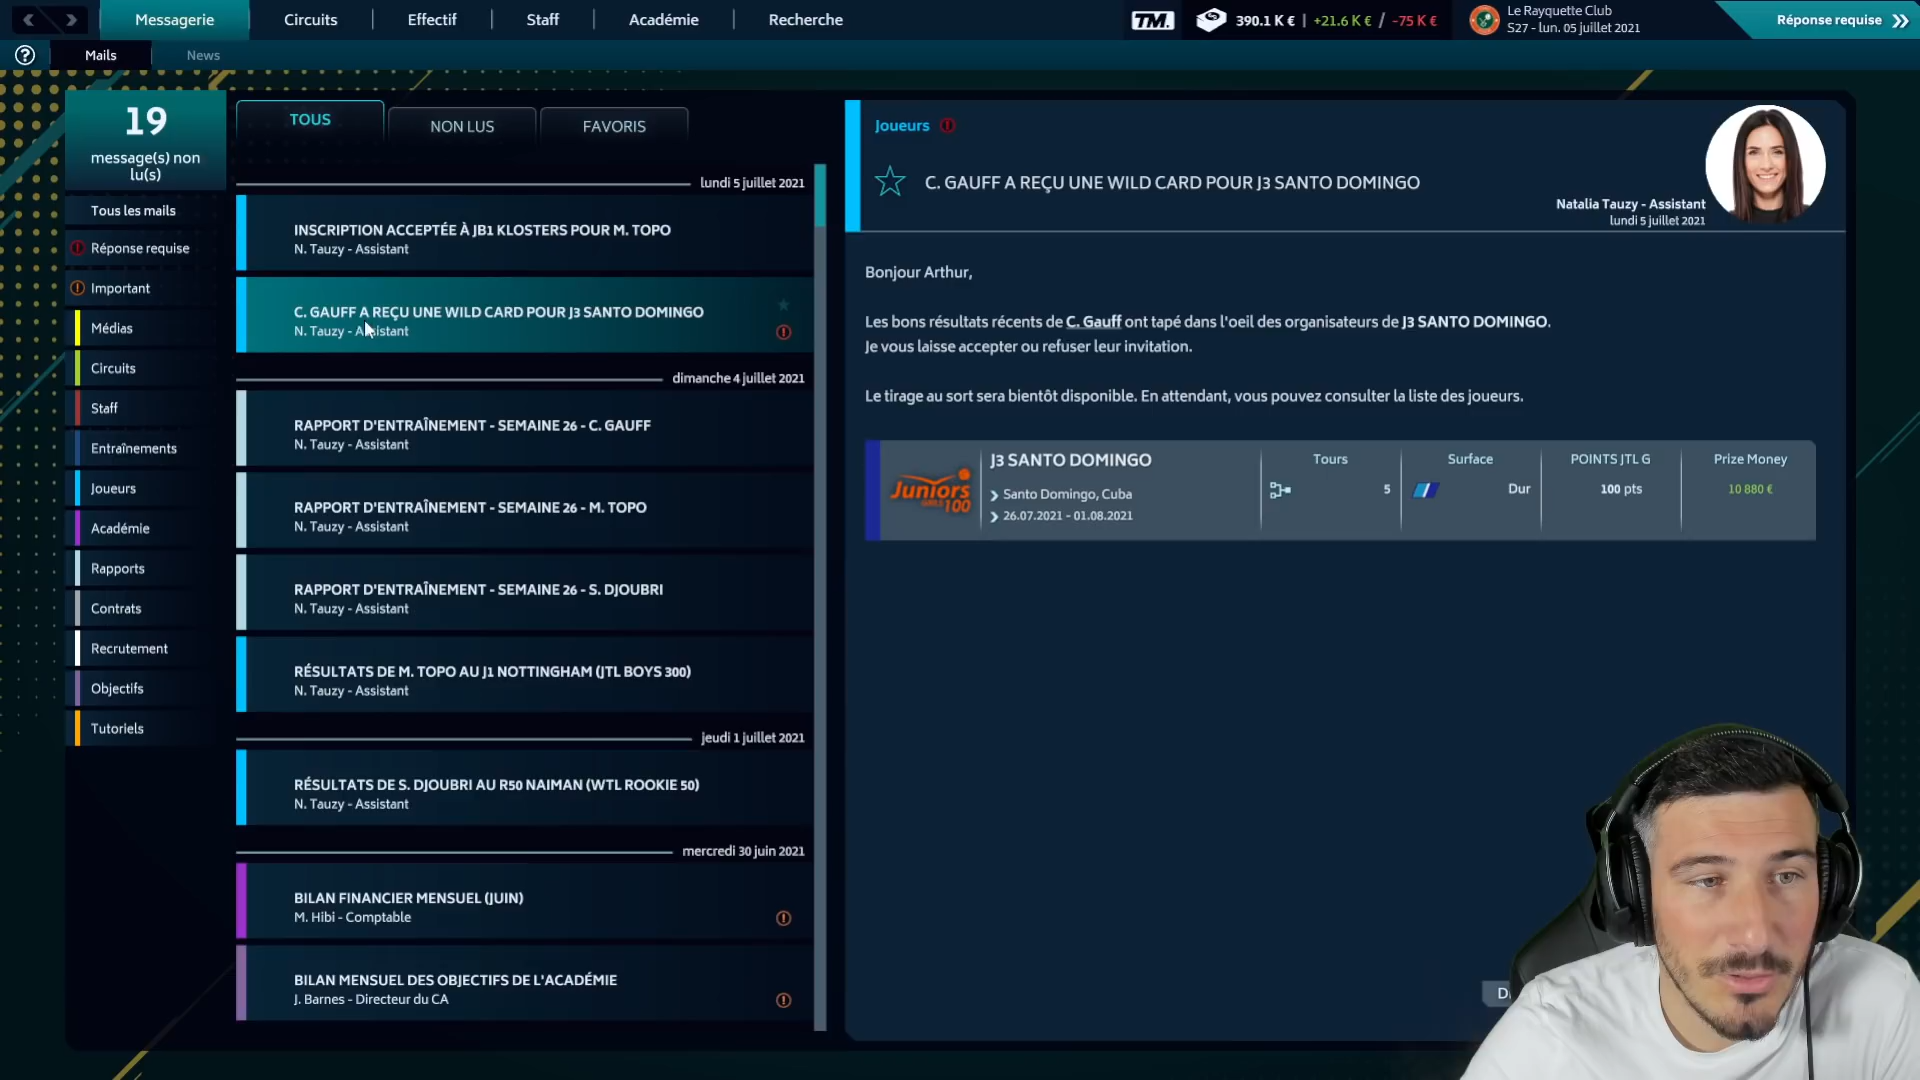 Messagerie
Circuits
Effectif
Staff
Académie
Recherche
TM.
390.1 K € | +21.6 K € / -75 K €
Le Rayquette Club
S27 - lun. 05 juillet 2021
Réponse requise
?
Mails
News
19
message(s) non
lu(s)
Tous les mails
Réponse requise
Important
Médias
Circuits
Staff
Entraînements
Joueurs
Académie
Rapports
Contrats
Recrutement
Objectifs
Tutoriels
TOUS
NON LUS
FAVORIS
lundi 5 juillet 2021
INSCRIPTION ACCEPTÉE À JB1 KLOSTERS POUR M. TOPO
N. Tauzy - Assistant
C. GAUFF A REÇU UNE WILD CARD POUR J3 SANTO DOMINGO
N. Tauzy - Assistant
dimanche 4 juillet 2021
RAPPORT D'ENTRAÎNEMENT - SEMAINE 26 - C. GAUFF
N. Tauzy - Assistant
RAPPORT D'ENTRAÎNEMENT - SEMAINE 26 - M. TOPO
N. Tauzy - Assistant
RAPPORT D'ENTRAÎNEMENT - SEMAINE 26 - S. DJOUBRI
N. Tauzy - Assistant
RÉSULTATS DE M. TOPO AU J1 NOTTINGHAM (JTL BOYS 300)
N. Tauzy - Assistant
jeudi 1 juillet 2021
RÉSULTATS DE S. DJOUBRI AU R50 NAIMAN (WTL ROOKIE 50)
N. Tauzy - Assistant
mercredi 30 juin 2021
BILAN FINANCIER MENSUEL (JUIN)
M. Hibi - Comptable
BILAN MENSUEL DES OBJECTIFS DE L'ACADÉMIE
J. Barnes - Directeur du CA
Joueurs
C. GAUFF A REÇU UNE WILD CARD POUR J3 SANTO DOMINGO
Natalia Tauzy - Assistant
lundi 5 juillet 2021
Bonjour Arthur,
Les bons résultats récents de C. Gauff ont tapé dans l'oeil des organisateurs de J3 SANTO DOMINGO.
Je vous laisse accepter ou refuser leur invitation.
Le tirage au sort sera bientôt disponible. En attendant, vous pouvez consulter la liste des joueurs.
Juniors
GIRLS 100
J3 SANTO DOMINGO
Santo Domingo, Cuba
26.07.2021 - 01.08.2021
Tours
5
Surface
Dur
POINTS JTL G
100 pts
Prize Money
10 880 €